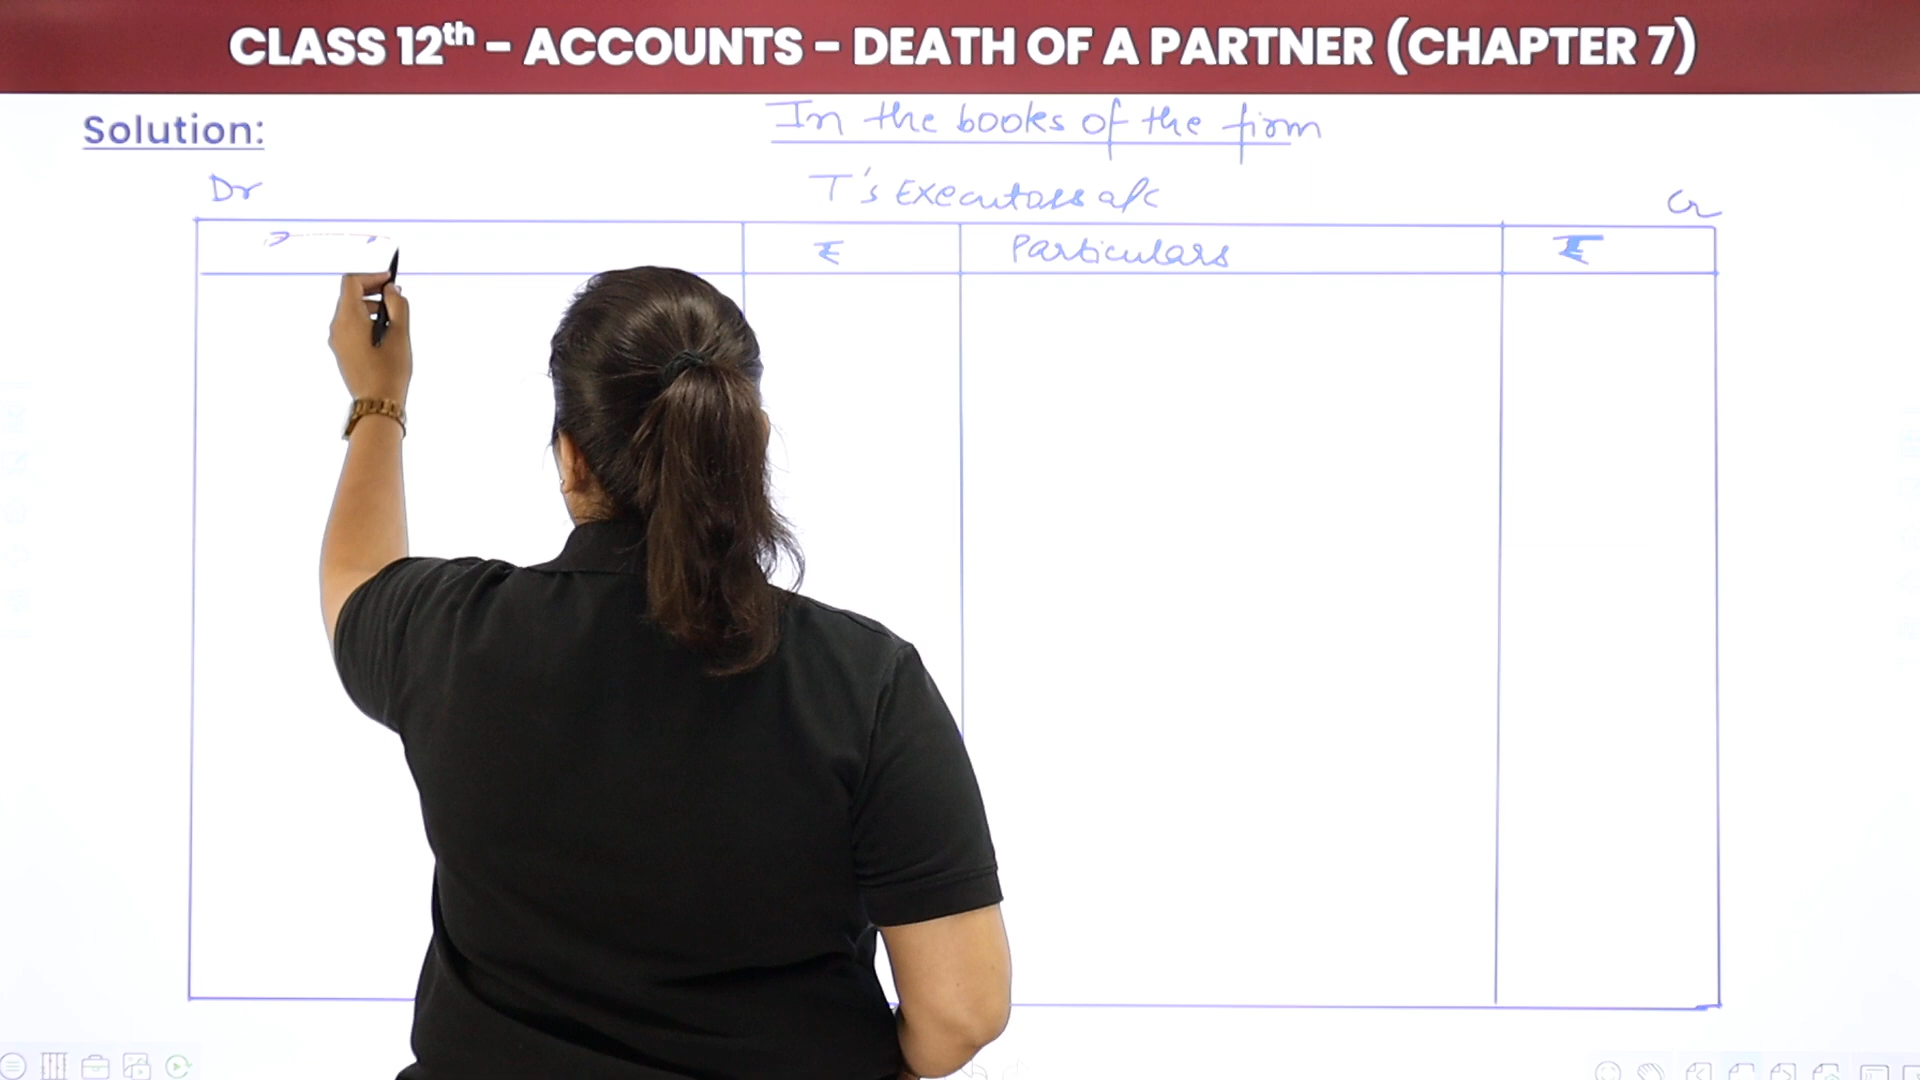 CLASS 12th - ACCOUNTS - DEATH OF A PARTNER (CHAPTER 7)
Solution:
In the books of the firm
Dr T's Executors a/c Cr
₹ Particulars ₹